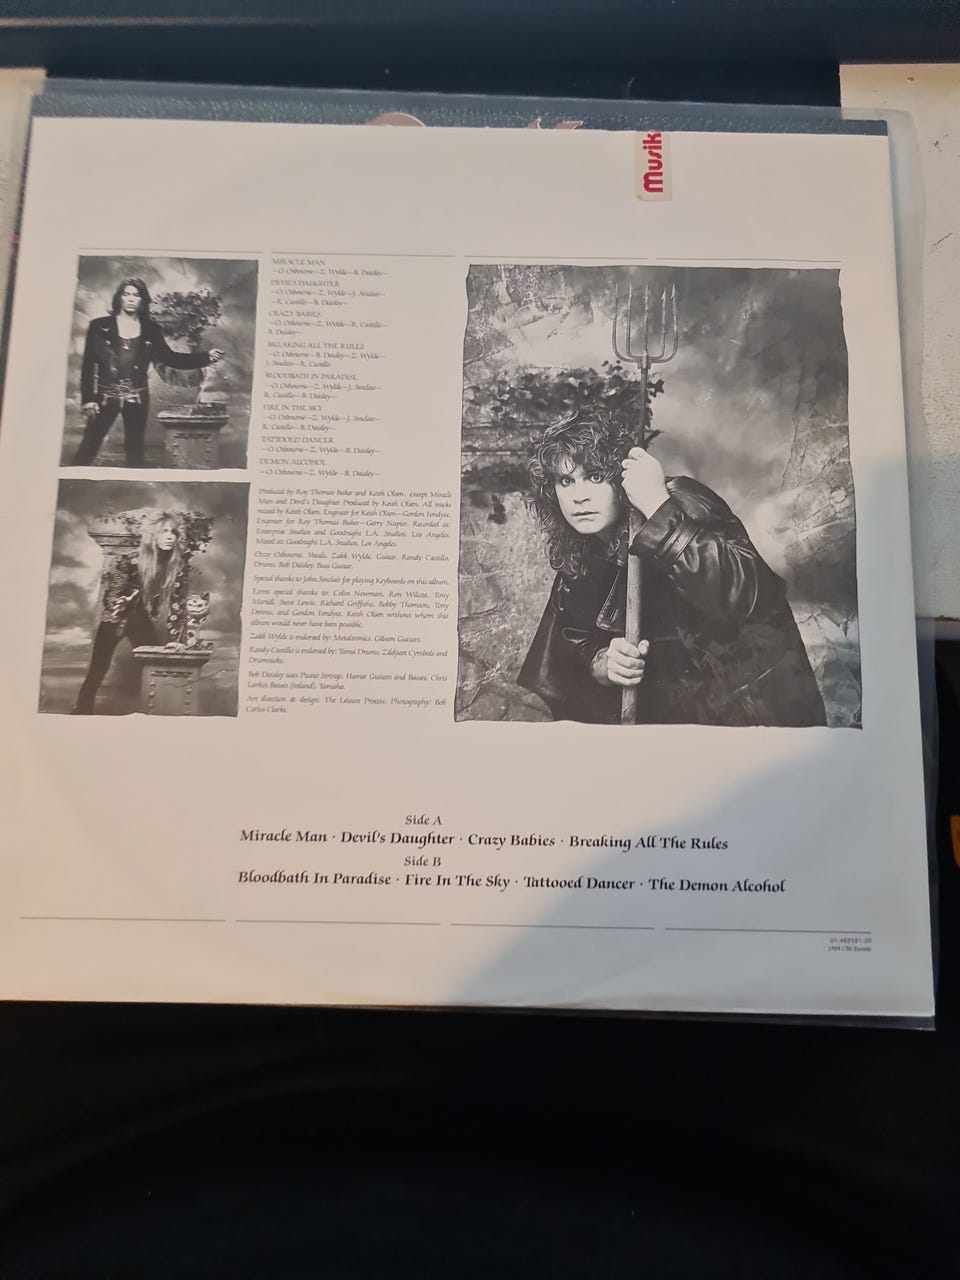 Musik
MIRACLE MAN
—O. Osbourne—Z. Wylde—B. Daisley—
DEVIL'S DAUGHTER
—O. Osbourne—Z. Wylde—J. Sinclair—
—R. Castillo—B. Daisley—
CRAZY BABIES
—O. Osbourne—Z. Wylde—R. Castillo—
B. Daisley—
BREAKING ALL THE RULES
—O. Osbourne—B. Daisley—Z. Wylde—
J. Sinclair—R. Castillo
BLOODBATH IN PARADISE
—O. Osbourne—Z. Wylde—J. Sinclair—
R. Castillo—B. Daisley—
FIRE IN THE SKY
—O. Osbourne—Z. Wylde—J. Sinclair—
R. Castillo—B. Daisley—
TATTOOED DANCER
—O. Osbourne—Z. Wylde—B. Daisley—
DEMON ALCOHOL
—O. Osbourne—Z. Wylde—B. Daisley—
Produced by Roy Thomas Baker and Keith Olsen, except Miracle
Man and Devil's Daughter Produced by Keith Olsen. All tracks
mixed by Keith Olsen. Engineer for Keith Olsen—Gordon Fordyce.
Engineer for Roy Thomas Baker—Gerry Napier. Recorded at:
Enterprise Studios and Goodnight L.A. Studios, Los Angeles.
Mixed at: Goodnight L.A. Studios, Los Angeles.
Ozzy Osbourne, Vocals, Zakk Wylde, Guitar, Randy Castillo,
Drums, Bob Daisley, Bass Guitar.
Special thanks to John Sinclair for playing Keyboards on this album.
Extra special thanks to: Colin Newman, Ron Wilcox, Tony
Martell, Steve Lewis, Richard Griffiths, Bobby Thomson, Tony
Dennis, and Gordon Fordyce, Keith Olsen without whom this
album would never have been possible.
Zakk Wylde is endorsed by: Metaltronics, Gibson Guitars.
Randy Castillo is endorsed by: Tama Drums, Zildjian Cymbals and
Drumsticks.
Bob Daisley uses Picato Strings, Hamer Guitars and Basses, Chris
Larkin Basses (Ireland), Yamaha.
Art direction & design: The Leisure Process. Photography: Bob
Carlos Clarke.
Side A
Miracle Man · Devil's Daughter · Crazy Babies · Breaking All The Rules
Side B
Bloodbath In Paradise · Fire In The Sky · Tattooed Dancer · The Demon Alcohol
51-462581-20
1988 CBS Records